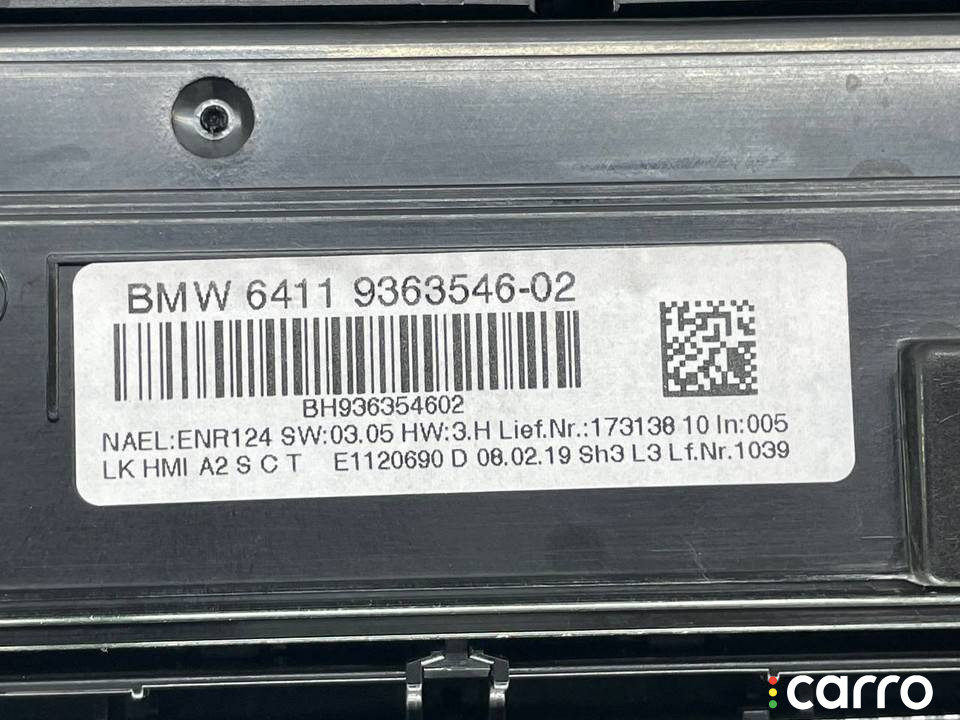 BMW 6411 9363546-02
BH936354602
NAEL:ENR124 SW:03.05 HW:3.H Lief.Nr.:173138 10 In:005
LK HMI A2 S C T E1120690 D 08.02.19 Sh3 L3 Lf.Nr.1039
carro